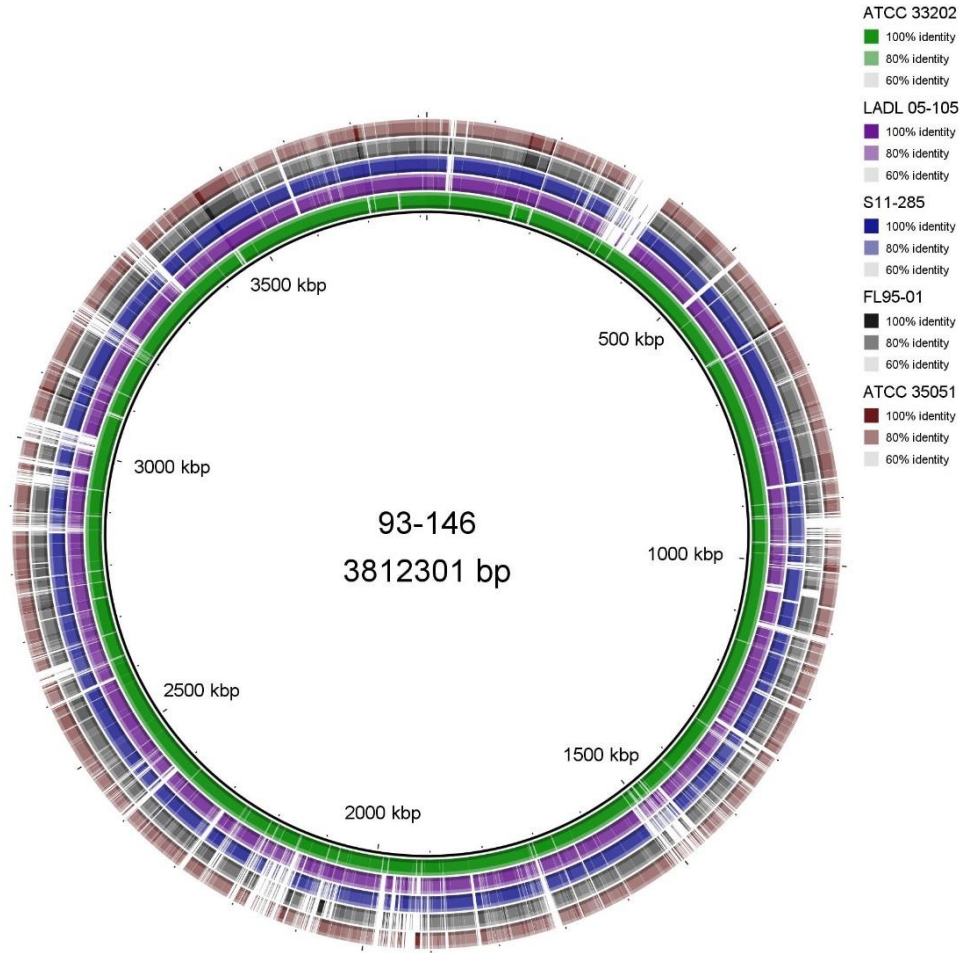 ATCC 33202
100% identity
80% identity
60% identity
LADL 05-105
100% identity
80% identity
60% identity
S11-285
100% identity
80% identity
60% identity
FL95-01
100% identity
80% identity
60% identity
ATCC 35051
100% identity
80% identity
60% identity
3500 kbp
500 kbp
3000 kbp
93-146
3812301 bp
1000 kbp
2500 kbp
1500 kbp
2000 kbp